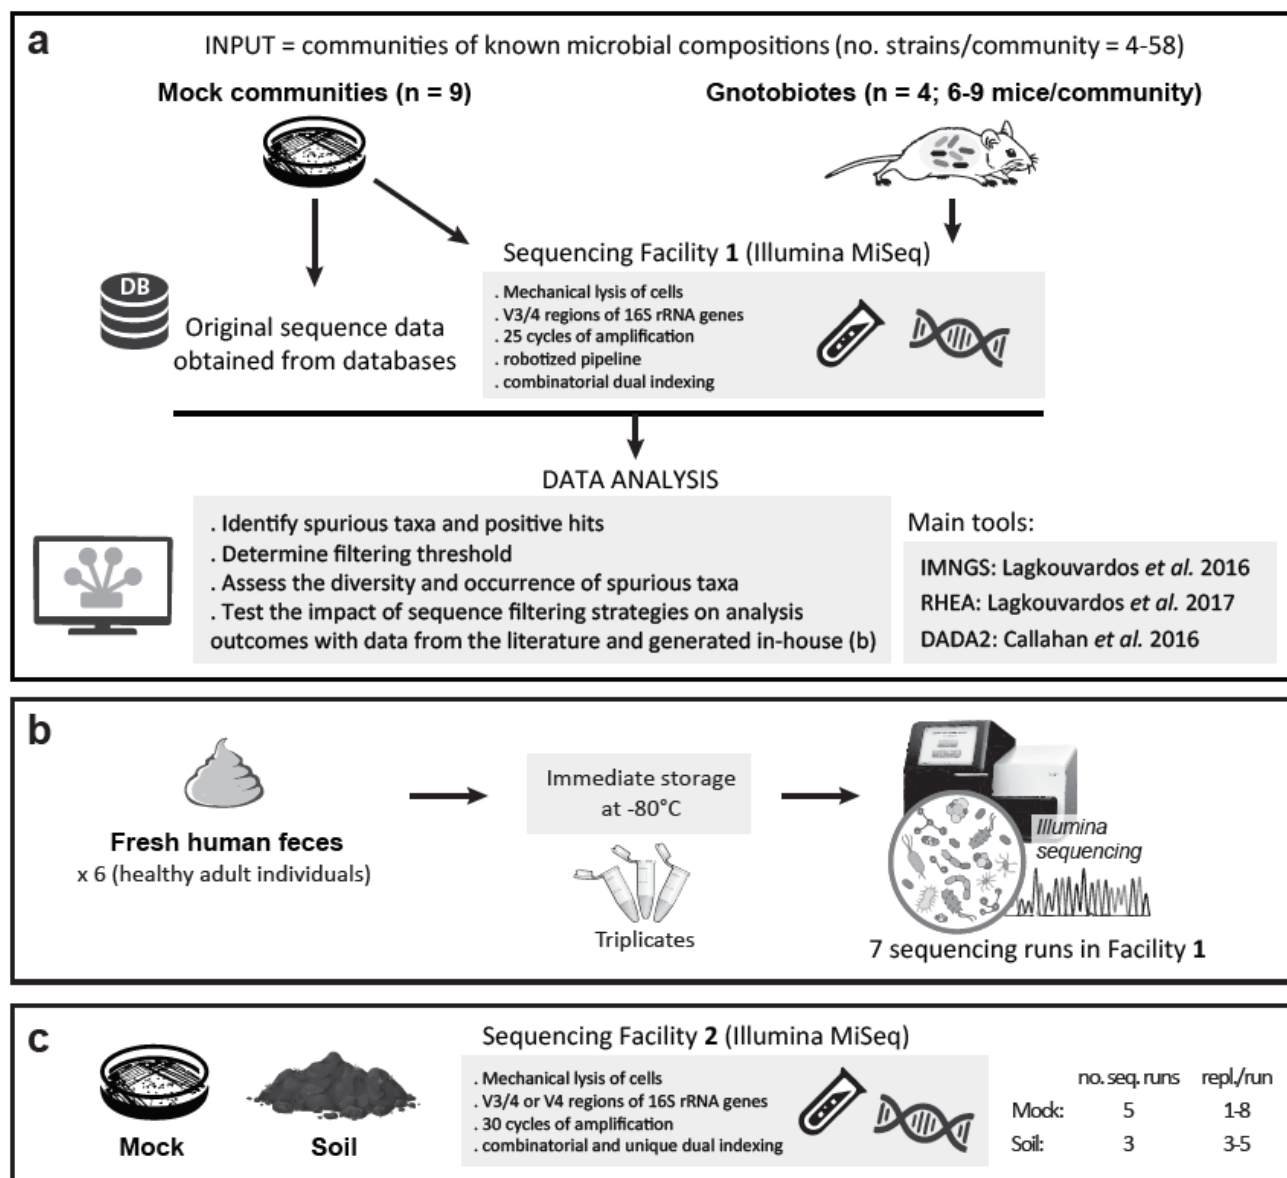 a
INPUT = communities of known microbial compositions (no. strains/community = 4-58)
Mock communities (n = 9)
Gnotobiotes (n = 4; 6-9 mice/community)
Sequencing Facility 1 (Illumina MiSeq)
. Mechanical lysis of cells
. V3/4 regions of 16S rRNA genes
. 25 cycles of amplification
. robotized pipeline
. combinatorial dual indexing
DB
Original sequence data
obtained from databases
DATA ANALYSIS
. Identify spurious taxa and positive hits
. Determine filtering threshold
. Assess the diversity and occurrence of spurious taxa
. Test the impact of sequence filtering strategies on analysis
outcomes with data from the literature and generated in-house (b)
Main tools:
IMNGS: Lagkouvardos et al. 2016
RHEA: Lagkouvardos et al. 2017
DADA2: Callahan et al. 2016
b
Fresh human feces
x 6 (healthy adult individuals)
Immediate storage
at -80°C
Triplicates
Illumina
sequencing
7 sequencing runs in Facility 1
c
Mock
Soil
Sequencing Facility 2 (Illumina MiSeq)
. Mechanical lysis of cells
. V3/4 or V4 regions of 16S rRNA genes
. 30 cycles of amplification
. combinatorial and unique dual indexing
no. seq. runs repl./run
Mock: 5 1-8
Soil: 3 3-5